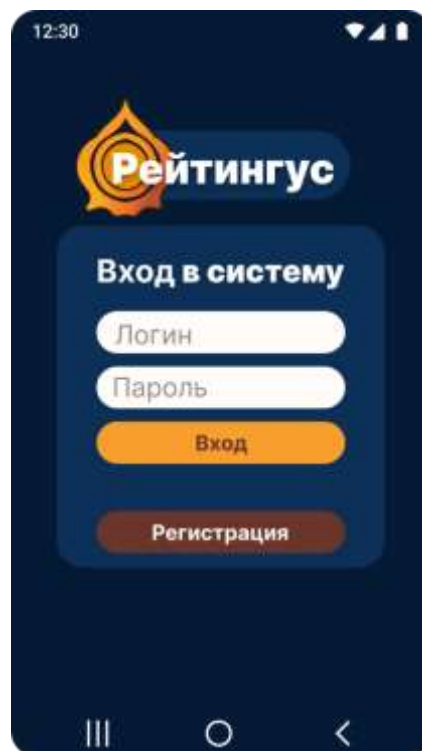 12:30
Рейтингус
Вход в систему
Логин
Пароль
Вход
Регистрация